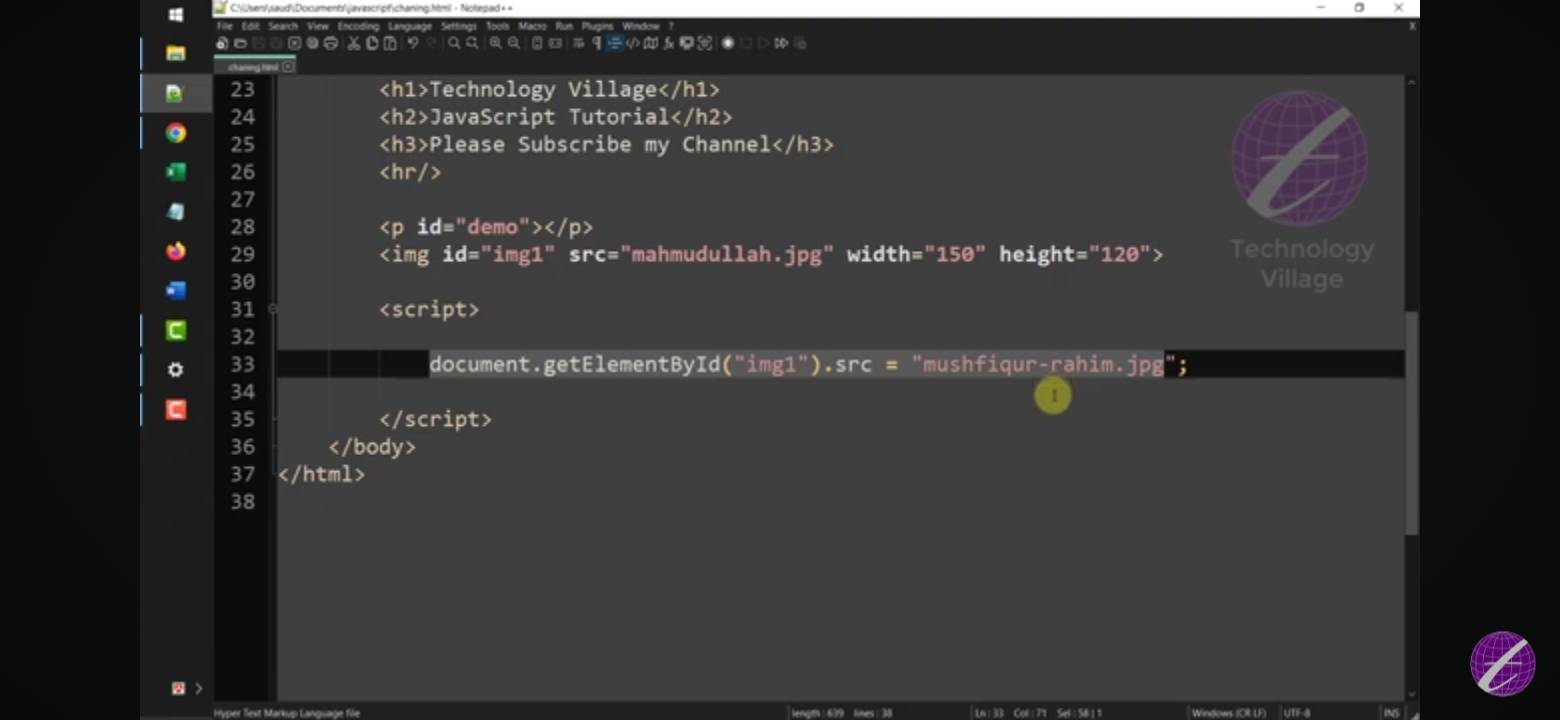 C:\Users\saud\Documents\javascript\chaning.html - Notepad++
File Edit Search View Encoding Language Settings Tools Macro Run Plugins Window ?
chaning.html
23 <h1>Technology Village</h1>
24 <h2>JavaScript Tutorial</h2>
25 <h3>Please Subscribe my Channel</h3>
26 <hr/>
27
28 <p id="demo"></p>
29 <img id="img1" src="mahmudullah.jpg" width="150" height="120">
30
31 <script>
32
33 document.getElementById("img1").src = "mushfiqur-rahim.jpg";
34
35 </script>
36 </body>
37 </html>
38
Technology
Village
Hyper Text Markup Language file length : 639 lines : 38 Ln : 33 Col : 71 Sel : 58 | 1 Windows (CR LF) UTF-8 INS